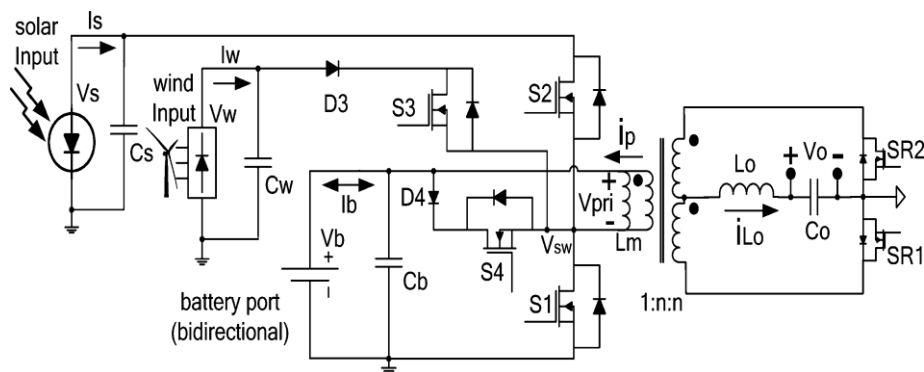 solar
Input
Is
Vs
Cs
wind
Input
Vw
Iw
Cw
D3
S3
S2
ip
Ib
D4
Vb
+
-
Cb
battery port
(bidirectional)
S4
Vsw
S1
+
Vpri
-
Lm
1:n:n
Lo
iLo
+ Vo -
Co
SR2
SR1